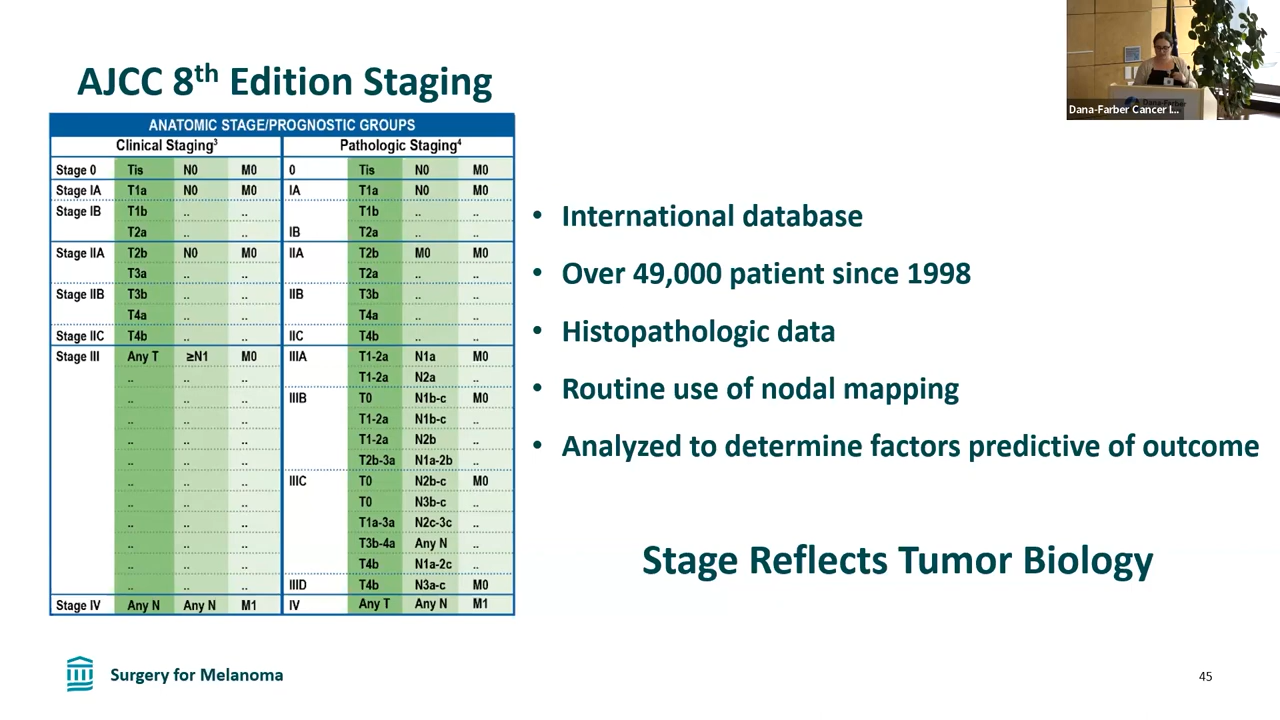 AJCC 8th Edition Staging
ANATOMIC STAGE/PROGNOSTIC GROUPS
Clinical Staging3 Pathologic Staging4
Stage 0 Tis N0 M0 0 Tis N0 M0
Stage IA T1a N0 M0 IA T1a N0 M0
Stage IB T1b .. .. T1b .. ..
T2a .. .. IB T2a .. ..
Stage IIA T2b N0 M0 IIA T2b M0 M0
T3a .. .. T2a .. ..
Stage IIB T3b .. .. IIB T3b .. ..
T4a .. .. T4a .. ..
Stage IIC T4b .. .. IIC T4b .. ..
Stage III Any T ≥N1 M0 IIIA T1-2a N1a M0
.. .. .. T1-2a N2a ..
.. .. .. IIIB T0 N1b-c M0
.. .. .. T1-2a N1b-c ..
.. .. .. T1-2a N2b ..
.. .. .. T2b-3a N1a-2b ..
.. .. .. IIIC T0 N2b-c M0
.. .. .. T0 N3b-c ..
.. .. .. T1a-3a N2c-3c ..
.. .. .. T3b-4a Any N ..
.. .. .. T4b N1a-2c ..
.. .. .. IIID T4b N3a-c M0
Stage IV Any N Any N M1 IV Any T Any N M1
• International database
• Over 49,000 patient since 1998
• Histopathologic data
• Routine use of nodal mapping
• Analyzed to determine factors predictive of outcome
Stage Reflects Tumor Biology
Surgery for Melanoma
45
Dana-Farber
Dana-Farber Cancer I...